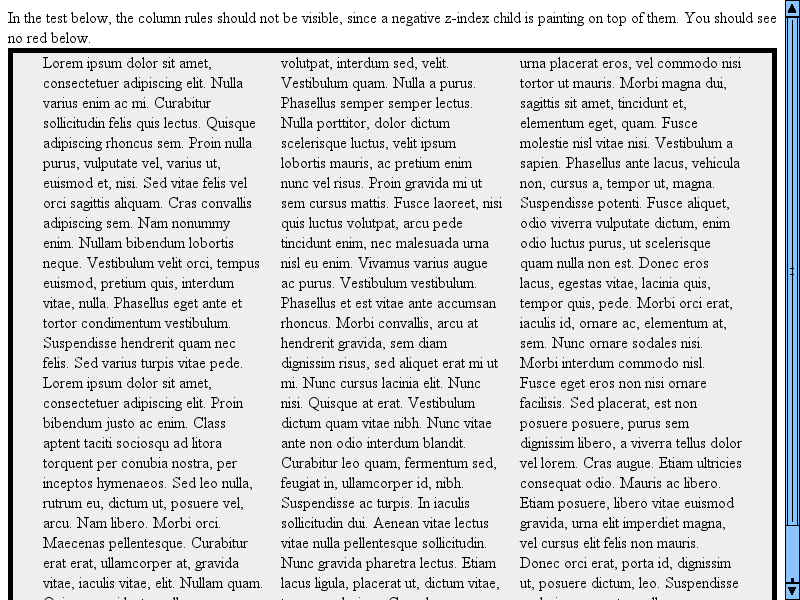 In the test below, the column rules should not be visible, since a negative z-index child is painting on top of them. You should see
no red below.
Lorem ipsum dolor sit amet,
consectetuer adipiscing elit. Nulla
varius enim ac mi. Curabitur
sollicitudin felis quis lectus. Quisque
adipiscing rhoncus sem. Proin nulla
purus, vulputate vel, varius ut,
euismod et, nisi. Sed vitae felis vel
orci sagittis aliquam. Cras convallis
adipiscing sem. Nam nonummy
enim. Nullam bibendum lobortis
neque. Vestibulum velit orci, tempus
euismod, pretium quis, interdum
vitae, nulla. Phasellus eget ante et
tortor condimentum vestibulum.
Suspendisse hendrerit quam nec
felis. Sed varius turpis vitae pede.
Lorem ipsum dolor sit amet,
consectetuer adipiscing elit. Proin
bibendum justo ac enim. Class
aptent taciti sociosqu ad litora
torquent per conubia nostra, per
inceptos hymenaeos. Sed leo nulla,
rutrum eu, dictum ut, posuere vel,
arcu. Nam libero. Morbi orci.
Maecenas pellentesque. Curabitur
erat erat, ullamcorper at, gravida
vitae, iaculis vitae, elit. Nullam quam.
volutpat, interdum sed, velit.
Vestibulum quam. Nulla a purus.
Phasellus semper semper lectus.
Nulla porttitor, dolor dictum
scelerisque luctus, velit ipsum
lobortis mauris, ac pretium enim
nunc vel risus. Proin gravida mi ut
sem cursus mattis. Fusce laoreet, nisi
quis luctus volutpat, arcu pede
tincidunt enim, nec malesuada urna
nisl eu enim. Vivamus varius augue
ac purus. Vestibulum vestibulum.
Phasellus et est vitae ante accumsan
rhoncus. Morbi convallis, arcu at
hendrerit gravida, sem diam
dignissim risus, sed aliquet erat mi ut
mi. Nunc cursus lacinia elit. Nunc
nisi. Quisque at erat. Vestibulum
dictum quam vitae nibh. Nunc vitae
ante non odio interdum blandit.
Curabitur leo quam, fermentum sed,
feugiat in, ullamcorper id, nibh.
Suspendisse ac turpis. In iaculis
sollicitudin dui. Aenean vitae lectus
vitae nulla pellentesque sollicitudin.
Nunc gravida pharetra lectus. Etiam
lacus ligula, placerat ut, dictum vitae,
urna placerat eros, vel commodo nisi
tortor ut mauris. Morbi magna dui,
sagittis sit amet, tincidunt et,
elementum eget, quam. Fusce
molestie nisl vitae nisi. Vestibulum a
sapien. Phasellus ante lacus, vehicula
non, cursus a, tempor ut, magna.
Suspendisse potenti. Fusce aliquet,
odio viverra vulputate dictum, enim
odio luctus purus, ut scelerisque
quam nulla non est. Donec eros
lacus, egestas vitae, lacinia quis,
tempor quis, pede. Morbi orci erat,
iaculis id, ornare ac, elementum at,
sem. Nunc ornare sodales nisi.
Morbi interdum commodo nisl.
Fusce eget eros non nisi ornare
facilisis. Sed placerat, est non
posuere posuere, purus sem
dignissim libero, a viverra tellus dolor
vel lorem. Cras augue. Etiam ultricies
consequat odio. Mauris ac libero.
Etiam posuere, libero vitae euismod
gravida, urna elit imperdiet magna,
vel cursus elit felis non mauris.
Donec orci erat, porta id, dignissim
ut, posuere dictum, leo. Suspendisse